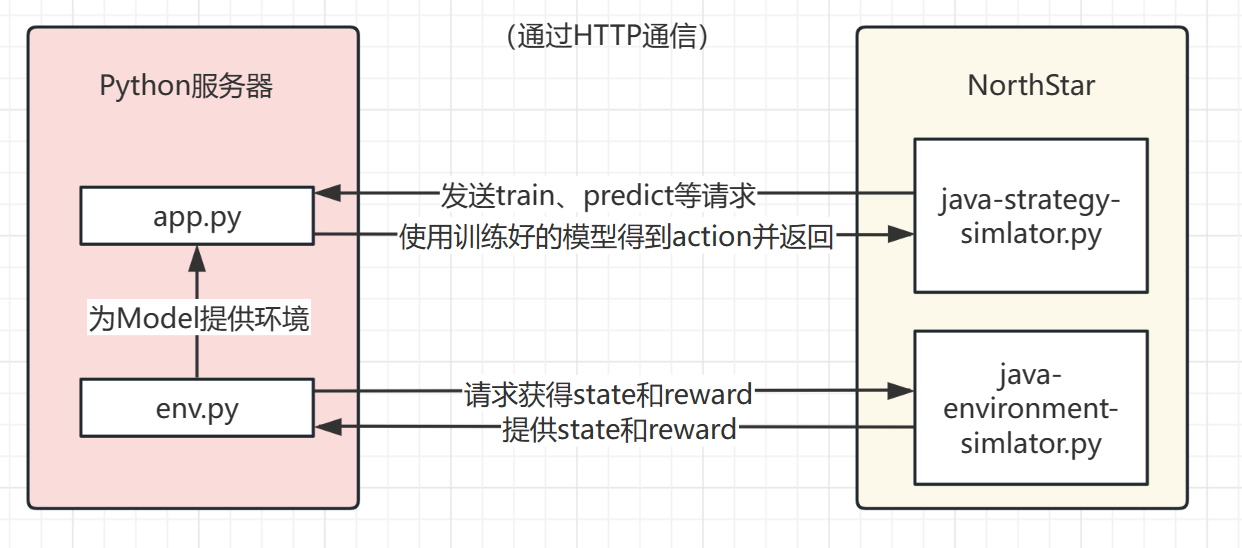 （通过HTTP通信）
Python服务器
NorthStar
发送train、predict等请求
app.py
使用训练好的模型得到action并返回
java-strategy-
simlator.py
为Model提供环境
env.py
请求获得state和reward
提供state和reward
java-
environment-
simlator.py